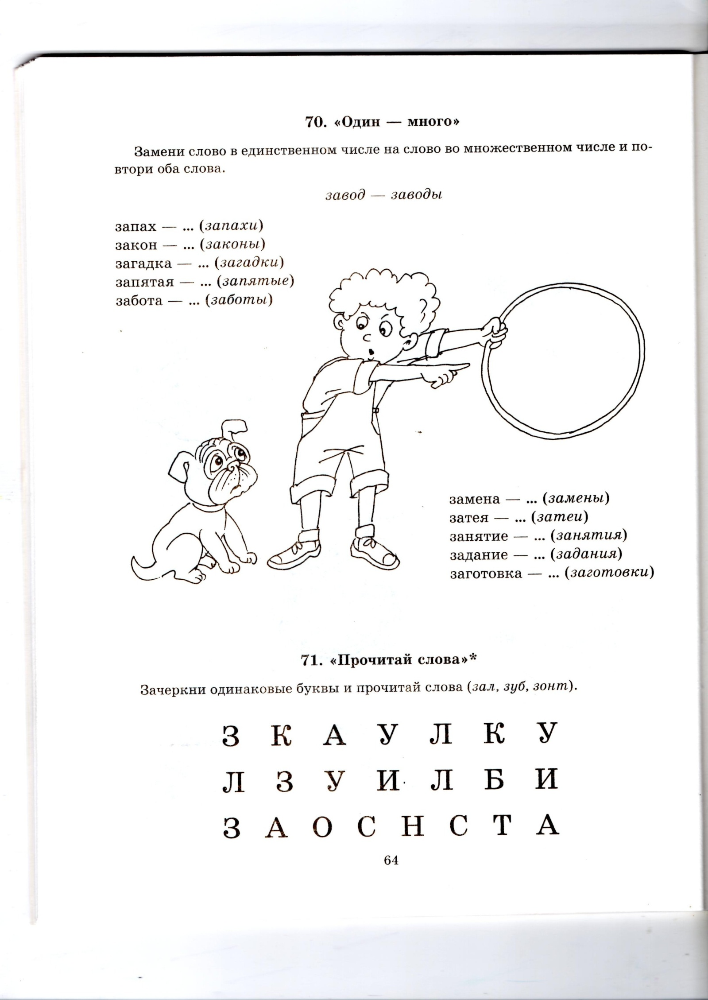 70. «Один — много»
Замени слово в единственном числе на слово во множественном числе и по-
втори оба слова.
завод — заводы
запах — ... (запахи)
закон — ... (законы)
загадка — ... (загадки)
запятая — ... (запятые)
забота — ... (заботы)
замена — ... (замены)
затея — ... (затеи)
занятие — ... (занятия)
задание — ... (задания)
заготовка — ... (заготовки)
71. «Прочитай слова»*
Зачеркни одинаковые буквы и прочитай слова (зал, зуб, зонт).
З К А У Л К У
Л З У И Л Б И
З А О С Н С Т А
64